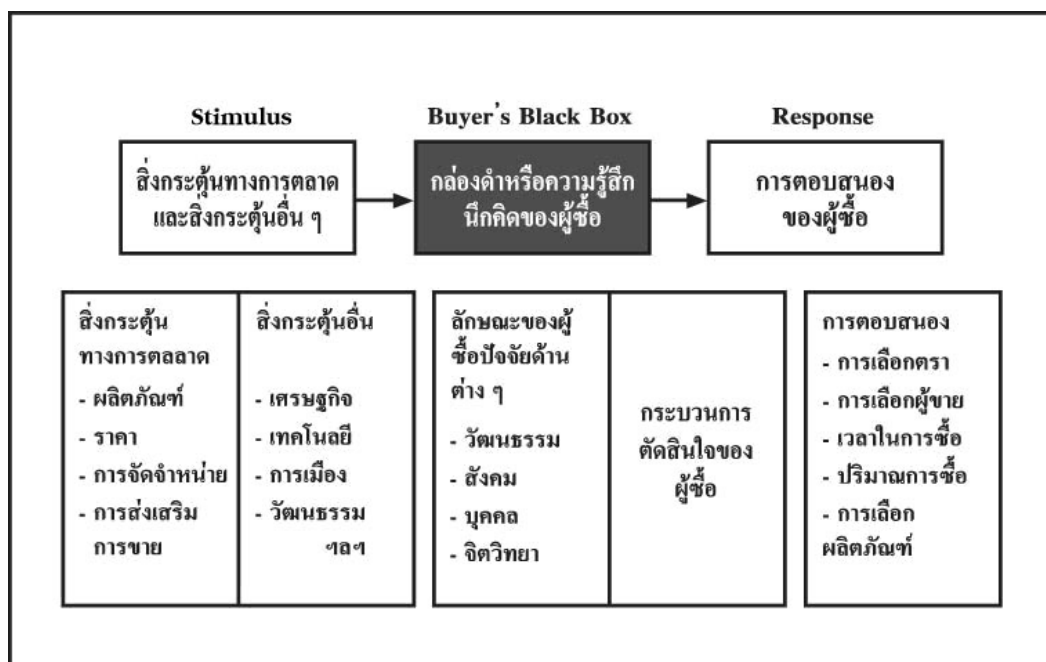 Stimulus
สิ่งกระตุ้นทางการตลาด
และสิ่งกระตุ้นอื่น ๆ
Buyer's Black Box
กล่องดำหรือความรู้สึก
นึกคิดของผู้ซื้อ
Response
การตอบสนอง
ของผู้ซื้อ
สิ่งกระตุ้น
ทางการตลลาด
- ผลิตภัณฑ์
- ราคา
- การจัดจำหน่าย
- การส่งเสริม
การขาย
สิ่งกระตุ้นอื่น
- เศรษฐกิจ
- เทคโนลยี
- การเมือง
- วัฒนธรรม
ฯลฯ
ลักษณะของผู้
ซื้อปัจจัยด้าน
ต่าง ๆ
- วัฒนธรรม
- สังคม
- บุคคล
- จิตวิทยา
กระบวนการ
ตัดสินใจของ
ผู้ซื้อ
การตอบสนอง
- การเลือกตรา
- การเลือกผู้ขาย
- เวลาในการซื้อ
- ปริมาณการซื้อ
- การเลือก
ผลิตภัณฑ์